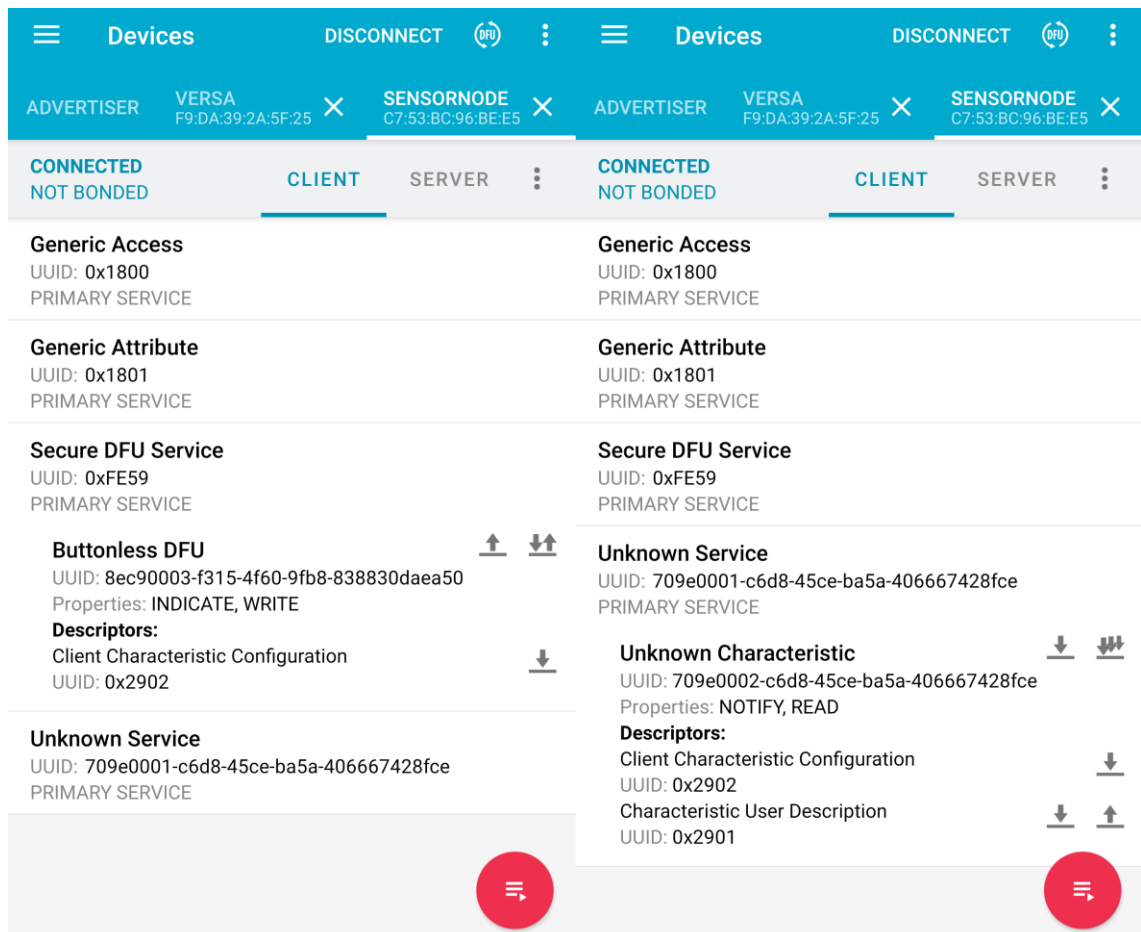 Devices DISCONNECT DFU
ADVERTISER VERSA SENSORNODE
F9:DA:39:2A:5F:25 C7:53:BC:96:BE:E5
CONNECTED
NOT BONDED
CLIENT SERVER
Generic Access
UUID: 0x1800
PRIMARY SERVICE
Generic Attribute
UUID: 0x1801
PRIMARY SERVICE
Secure DFU Service
UUID: 0xFE59
PRIMARY SERVICE
Buttonless DFU
UUID: 8ec90003-f315-4f60-9fb8-838830daea50
Properties: INDICATE, WRITE
Descriptors:
Client Characteristic Configuration
UUID: 0x2902
Unknown Service
UUID: 709e0001-c6d8-45ce-ba5a-406667428fce
PRIMARY SERVICE
Devices DISCONNECT DFU
ADVERTISER VERSA SENSORNODE
F9:DA:39:2A:5F:25 C7:53:BC:96:BE:E5
CONNECTED
NOT BONDED
CLIENT SERVER
Generic Access
UUID: 0x1800
PRIMARY SERVICE
Generic Attribute
UUID: 0x1801
PRIMARY SERVICE
Secure DFU Service
UUID: 0xFE59
PRIMARY SERVICE
Unknown Service
UUID: 709e0001-c6d8-45ce-ba5a-406667428fce
PRIMARY SERVICE
Unknown Characteristic
UUID: 709e0002-c6d8-45ce-ba5a-406667428fce
Properties: NOTIFY, READ
Descriptors:
Client Characteristic Configuration
UUID: 0x2902
Characteristic User Description
UUID: 0x2901